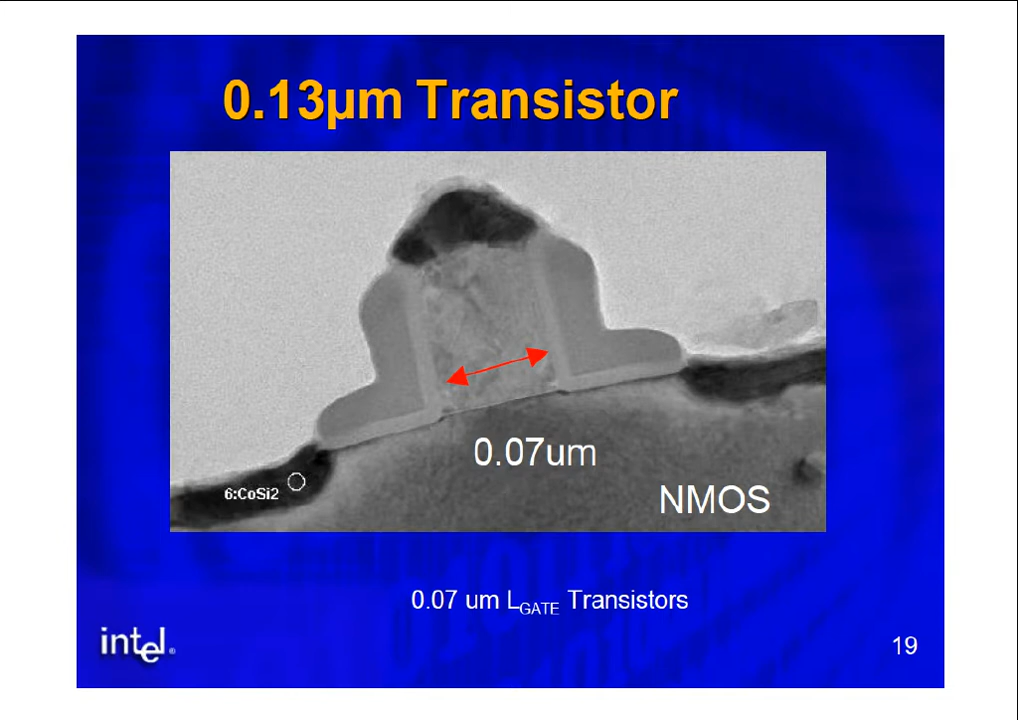 0.13µm Transistor
0.07um
6:CoSi2
NMOS
0.07 um LGATE Transistors
intel®
19